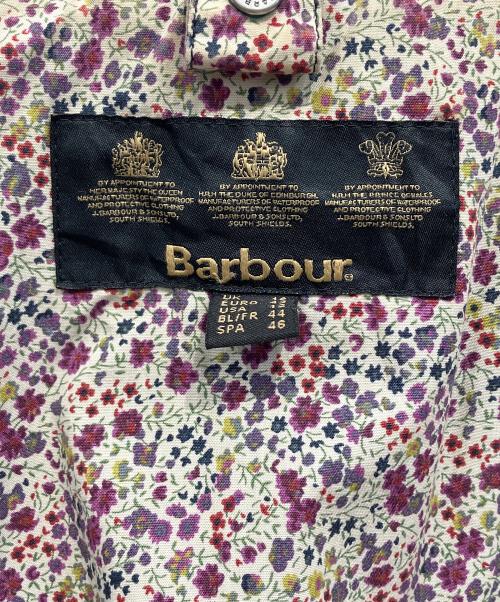 BY APPOINTMENT TO
HER MAJESTY THE QUEEN
MANUFACTURERS OF WATERPROOF
AND PROTECTIVE CLOTHING
J.BARBOUR & SONS LTD,
SOUTH SHIELDS.
BY APPOINTMENT TO
H.R.H THE DUKE OF EDINBURGH,
MANUFACTURERS OF WATERPROOF
AND PROTECTIVE CLOTHING
J.BARBOUR & SONS LTD,
SOUTH SHIELDS.
BY APPOINTMENT TO
H.R.H THE PRINCE OF WALES
MANUFACTURERS OF WATERPROOF
AND PROTECTIVE CLOTHING
J.BARBOUR & SONS LTD,
SOUTH SHIELDS.
Barbour®
EURO
USA
BL/FR 44
SPA 46